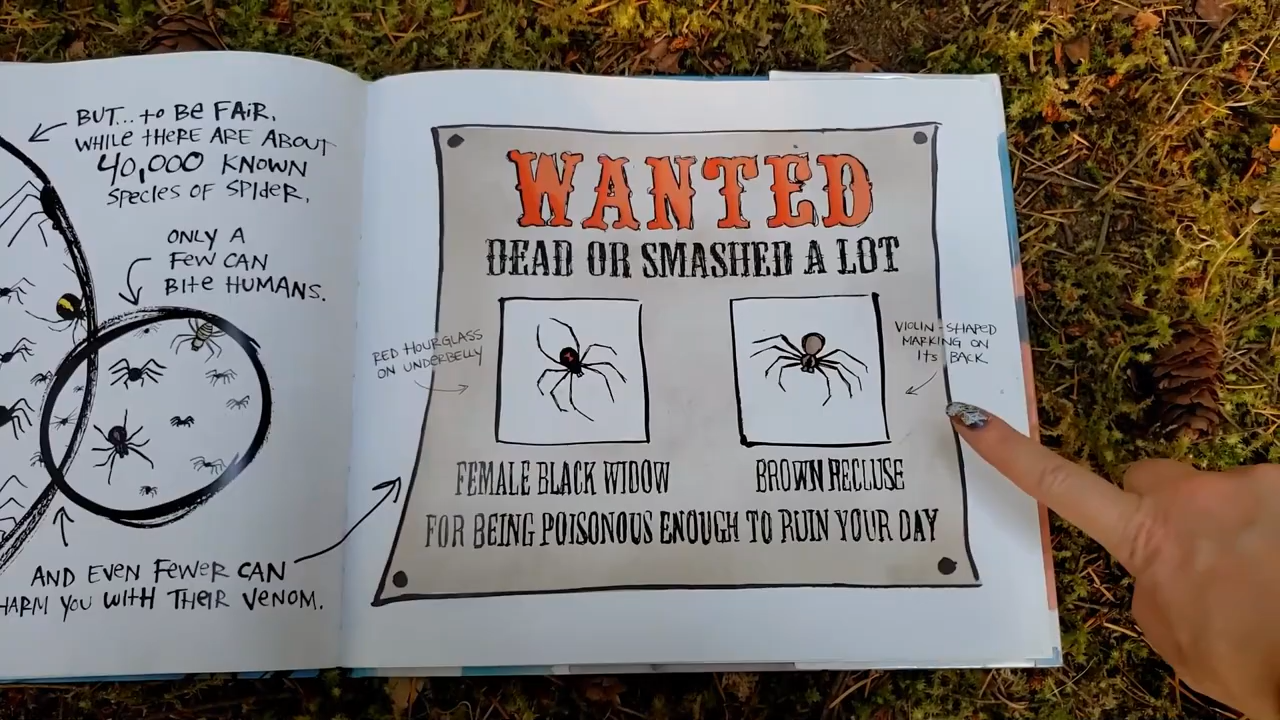 BUT... to BE FAIR,
WHILE tHERE ARE ABOUT
40,000 KNOWN
SPECIES OF SPIdER,
ONLY A
FEW CAN
BItE HUMANS.
AND EVEN FEWER CAN
HARM YOU WitH THEiR VENOM.
WANTED
DEAD OR SMASHED A LOT
RED HOURGLASS
ON UNDERBELLY
VIOLIN-SHAPED
MARKING ON
Its BACK
FEMALE BLACK WIDOW
BROWN RECLUSE
FOR BEING POISONOUS ENOUGH TO RUIN YOUR DAY